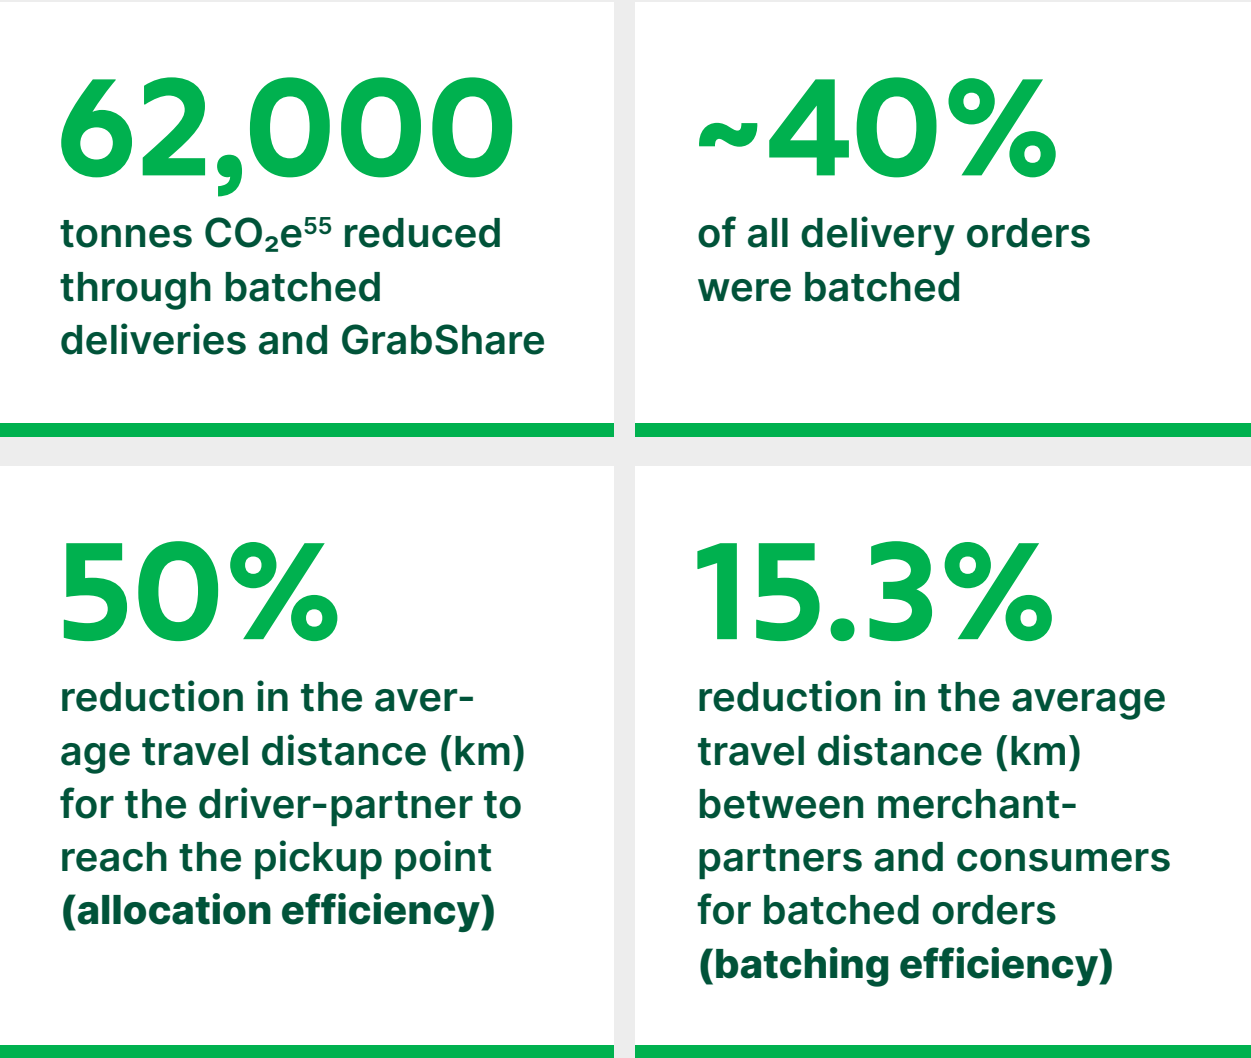 62,000
tonnes CO₂e⁵⁵ reduced
through batched
deliveries and GrabShare
~40%
of all delivery orders
were batched
50%
reduction in the aver-
age travel distance (km)
for the driver-partner to
reach the pickup point
(allocation efficiency)
15.3%
reduction in the average
travel distance (km)
between merchant-
partners and consumers
for batched orders
(batching efficiency)